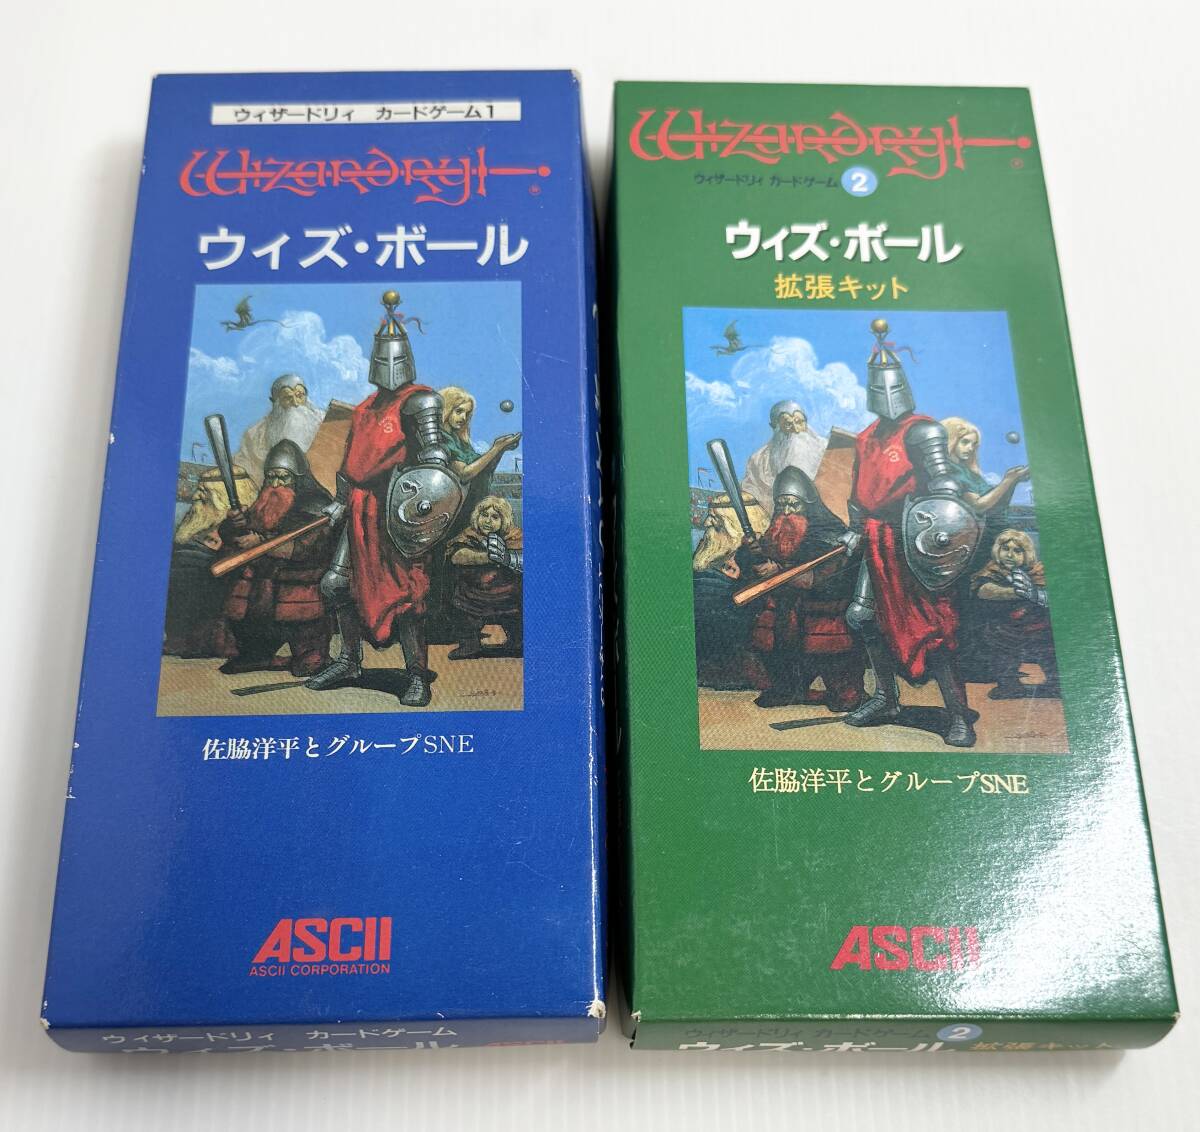 ウィザードリィ カードゲーム1
Wizardry
®
ウィズ・ボール
3
佐脇洋平とグループSNE
ASCII
ASCII CORPORATION
ウィザードリィ カードゲーム
ウィズ・ボール ASCII
Wizardry
®
ウィザードリィ カードゲーム 2
ウィズ・ボール
拡張キット
3
佐脇洋平とグループSNE
ASCII
ウィザードリィ カードゲーム 2
ウィズ・ボール 拡張キット